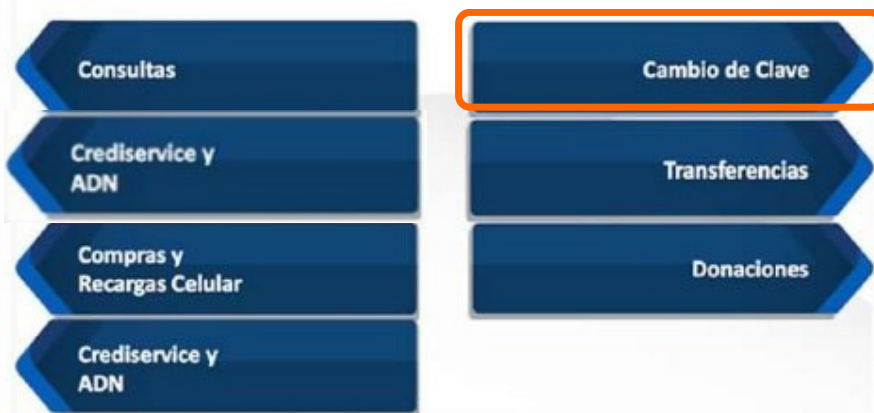 Consultas
Cambio de Clave
Crediservice y
ADN
Transferencias
Compras y
Recargas Celular
Donaciones
Crediservice y
ADN